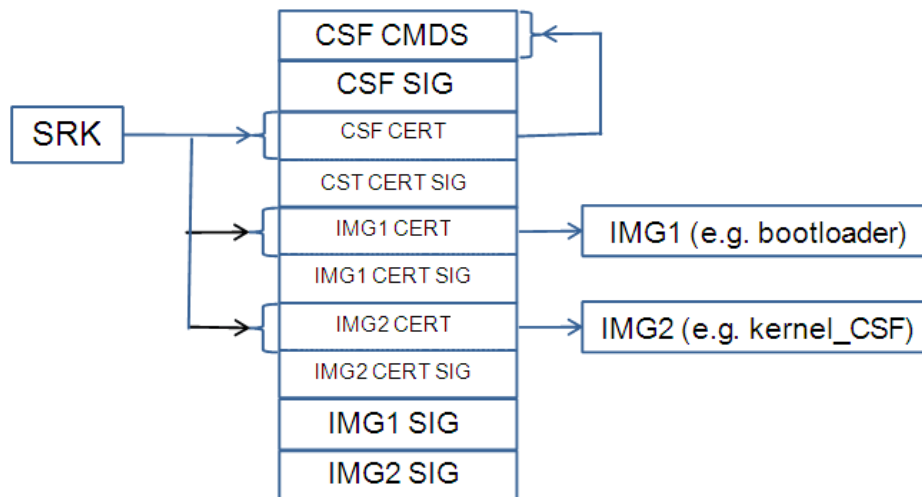 CSF CMDS
CSF SIG
SRK
CSF CERT
CST CERT SIG
IMG1 CERT
IMG1 (e.g. bootloader)
IMG1 CERT SIG
IMG2 CERT
IMG2 (e.g. kernel_CSF)
IMG2 CERT SIG
IMG1 SIG
IMG2 SIG